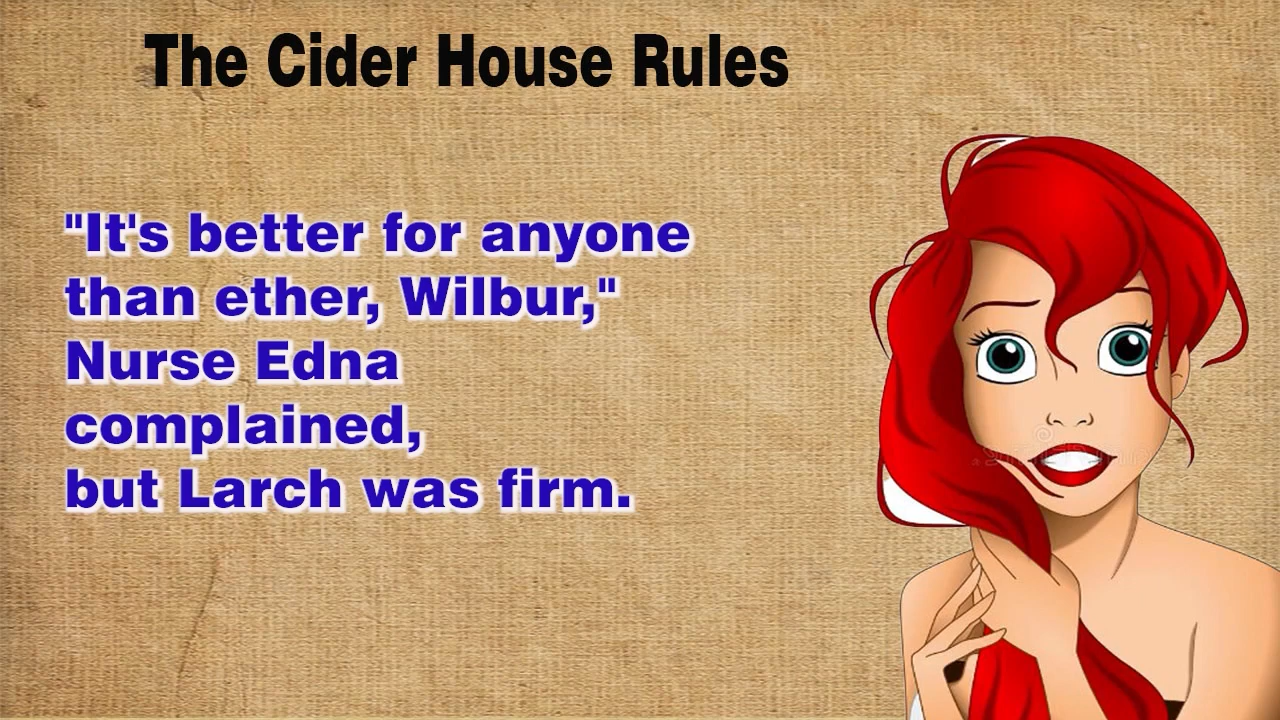 The Cider House Rules
"It's better for anyone
than ether, Wilbur,"
Nurse Edna
complained,
but Larch was firm.